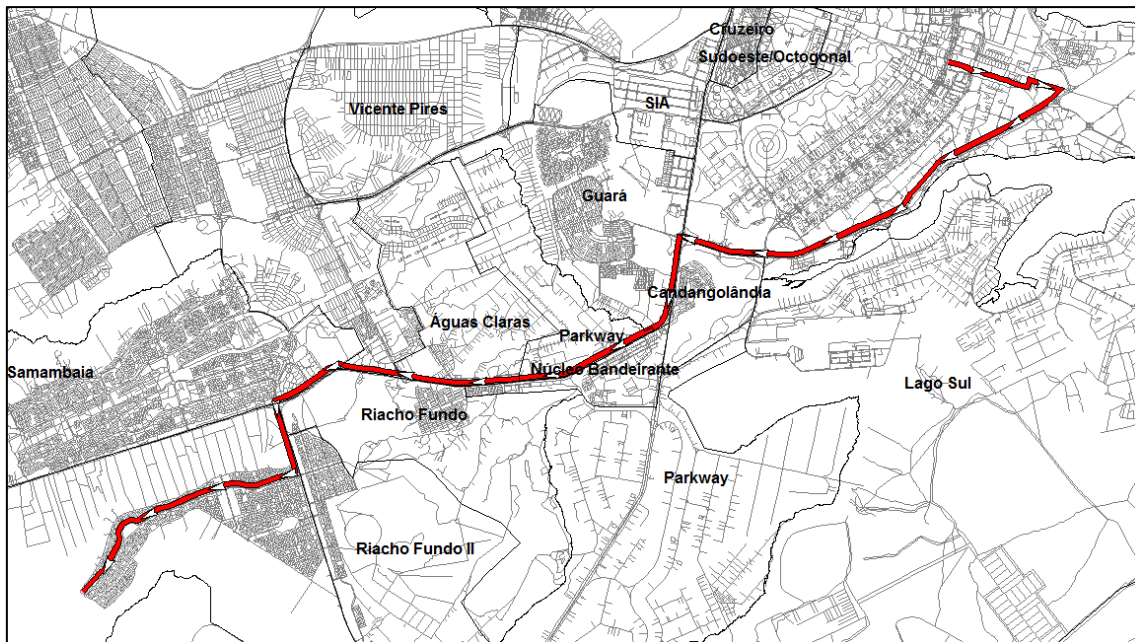 Cruzeiro
Sudoeste/Octogonal
SIA
Vicente Pires
Guará
Candangolândia
Águas Claras
Parkway
Núcleo Bandeirante
Samambaia
Lago Sul
Riacho Fundo
Parkway
Riacho Fundo II